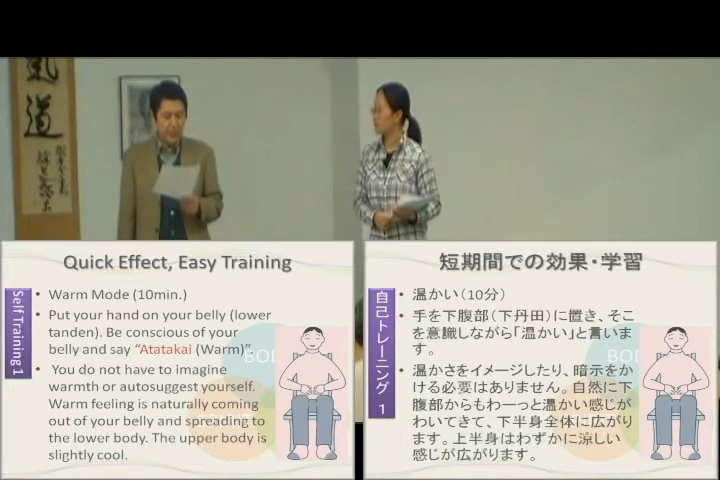 氣
道
Quick Effect, Easy Training
Self Training 1
• Warm Mode (10min.)
• Put your hand on your belly (lower
tanden). Be conscious of your
belly and say "Atatakai (Warm)".
• You do not have to imagine
warmth or autosuggest yourself.
Warm feeling is naturally coming
out of your belly and spreading to
the lower body. The upper body is
slightly cool.
短期間での効果・学習
自己トレーニング 1
• 温かい（10分）
• 手を下腹部（下丹田）に置き、そこ
を意識しながら「温かい」と言いま
す。
• 温かさをイメージしたり、暗示をか
ける必要はありません。自然に下
腹部からもわーっと温かい感じが
わいてきて、下半身全体に広がり
ます。上半身はわずかに涼しい
感じが広がります。